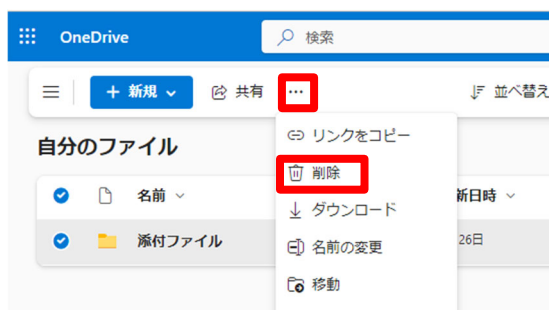 OneDrive 検索
新規 共有 … 並べ替え
自分のファイル
リンクをコピー
削除
名前 新日時
ダウンロード
添付ファイル 26日
名前の変更
移動